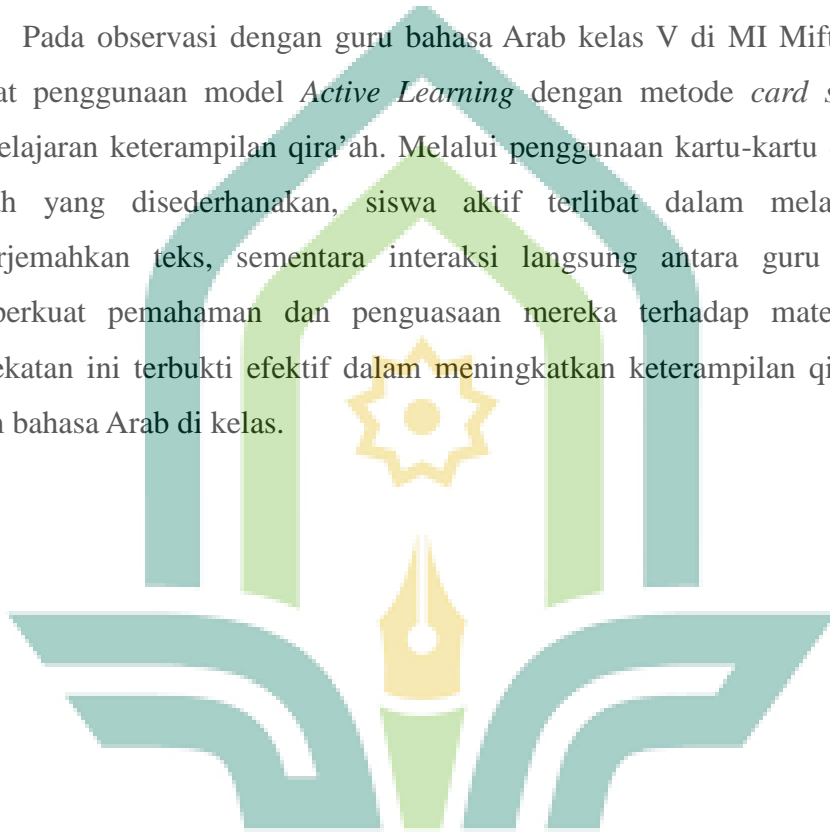 Pada observasi dengan guru bahasa Arab kelas V di MI Mift
at penggunaan model Active Learning dengan metode card s
elajaran keterampilan qira’ah. Melalui penggunaan kartu-kartu
h yang disederhanakan, siswa aktif terlibat dalam mela
rjemahkan teks, sementara interaksi langsung antara guru
perkuat pemahaman dan penguasaan mereka terhadap mate
ekatan ini terbukti efektif dalam meningkatkan keterampilan qi
n bahasa Arab di kelas.